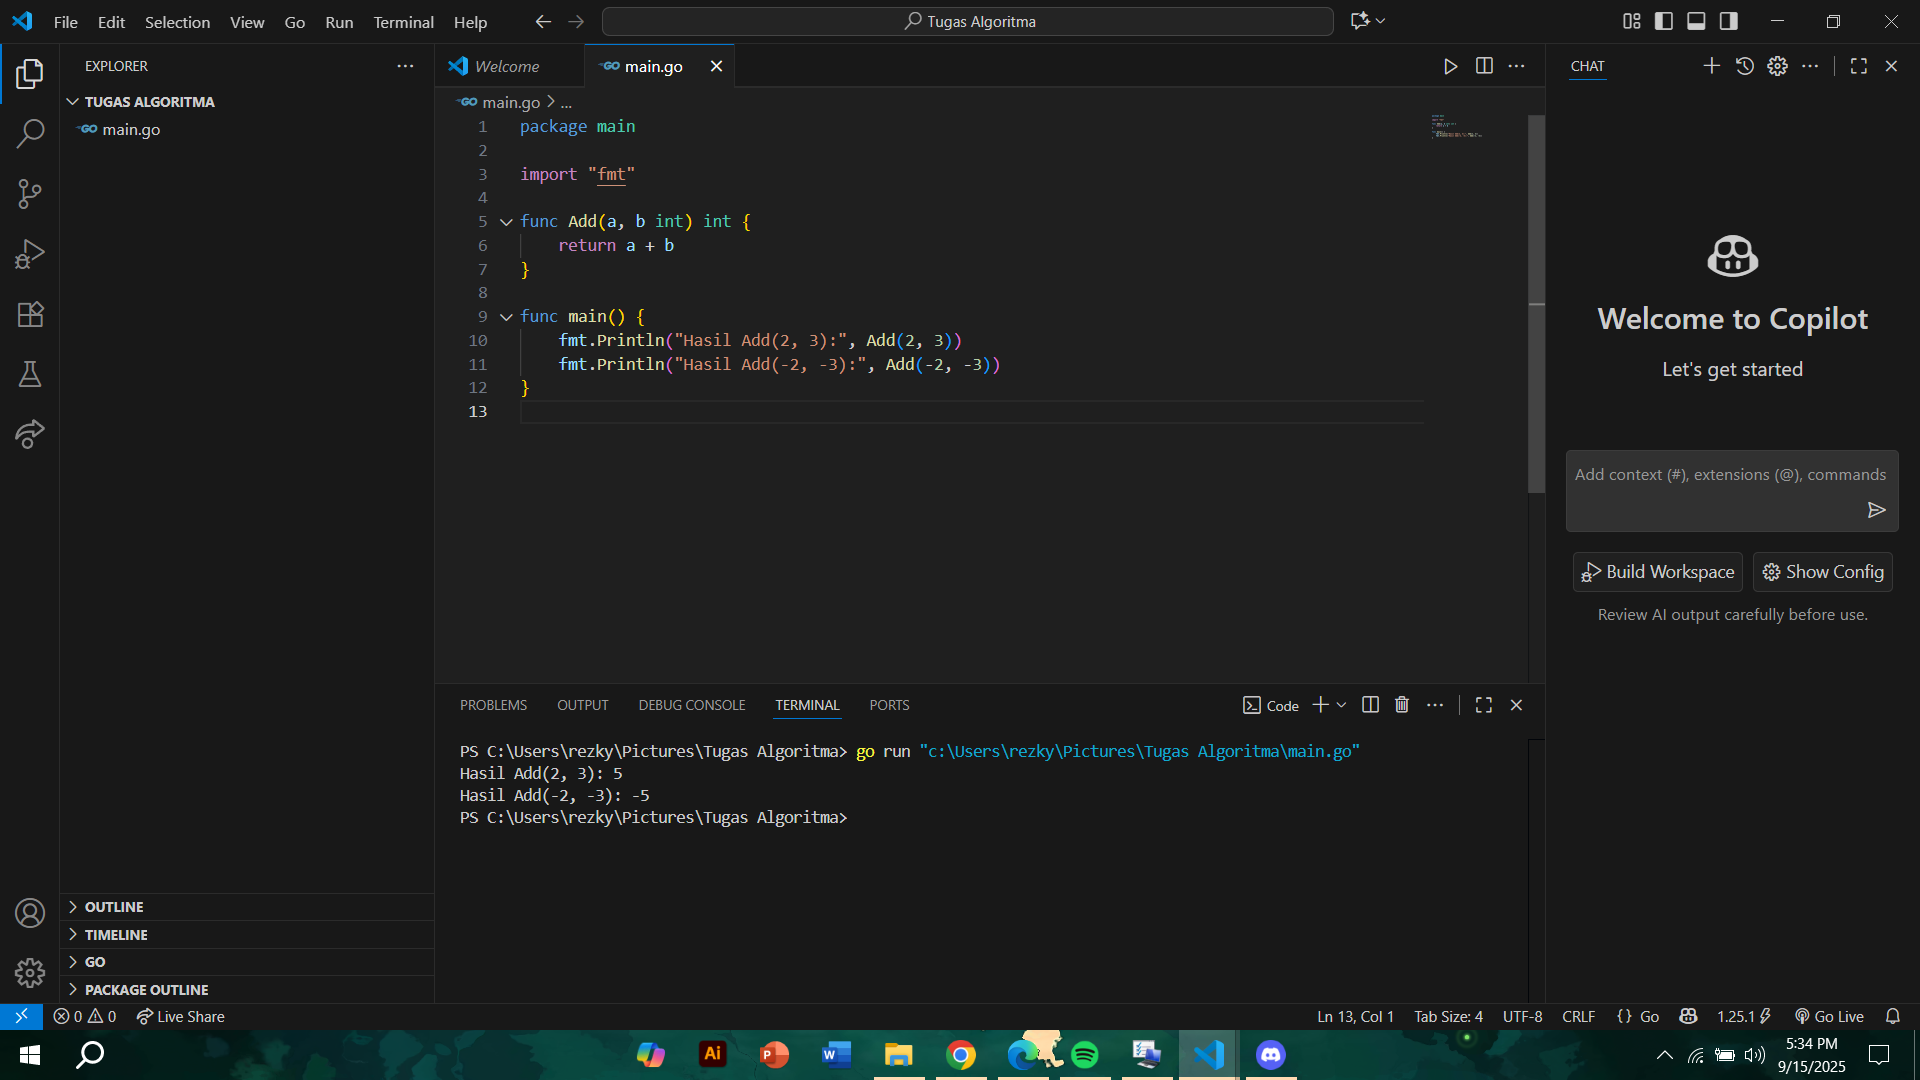 File Edit Selection View Go Run Terminal Help
Tugas Algoritma
EXPLORER
TUGAS ALGORITMA
main.go
OUTLINE
TIMELINE
GO
PACKAGE OUTLINE
Welcome
main.go
main.go > ...
1 package main
2
3 import "fmt"
4
5 func Add(a, b int) int {
6 return a + b
7 }
8
9 func main() {
10 fmt.Println("Hasil Add(2, 3):", Add(2, 3))
11 fmt.Println("Hasil Add(-2, -3):", Add(-2, -3))
12 }
13
PROBLEMS OUTPUT DEBUG CONSOLE TERMINAL PORTS
Code
PS C:\Users\rezky\Pictures\Tugas Algoritma> go run "c:\Users\rezky\Pictures\Tugas Algoritma\main.go"
Hasil Add(2, 3): 5
Hasil Add(-2, -3): -5
PS C:\Users\rezky\Pictures\Tugas Algoritma>
CHAT
Welcome to Copilot
Let's get started
Add context (#), extensions (@), commands
Build Workspace Show Config
Review AI output carefully before use.
0 0 Live Share
Ln 13, Col 1 Tab Size: 4 UTF-8 CRLF {} Go 1.25.1 Go Live
Ai P W
5:34 PM
9/15/2025